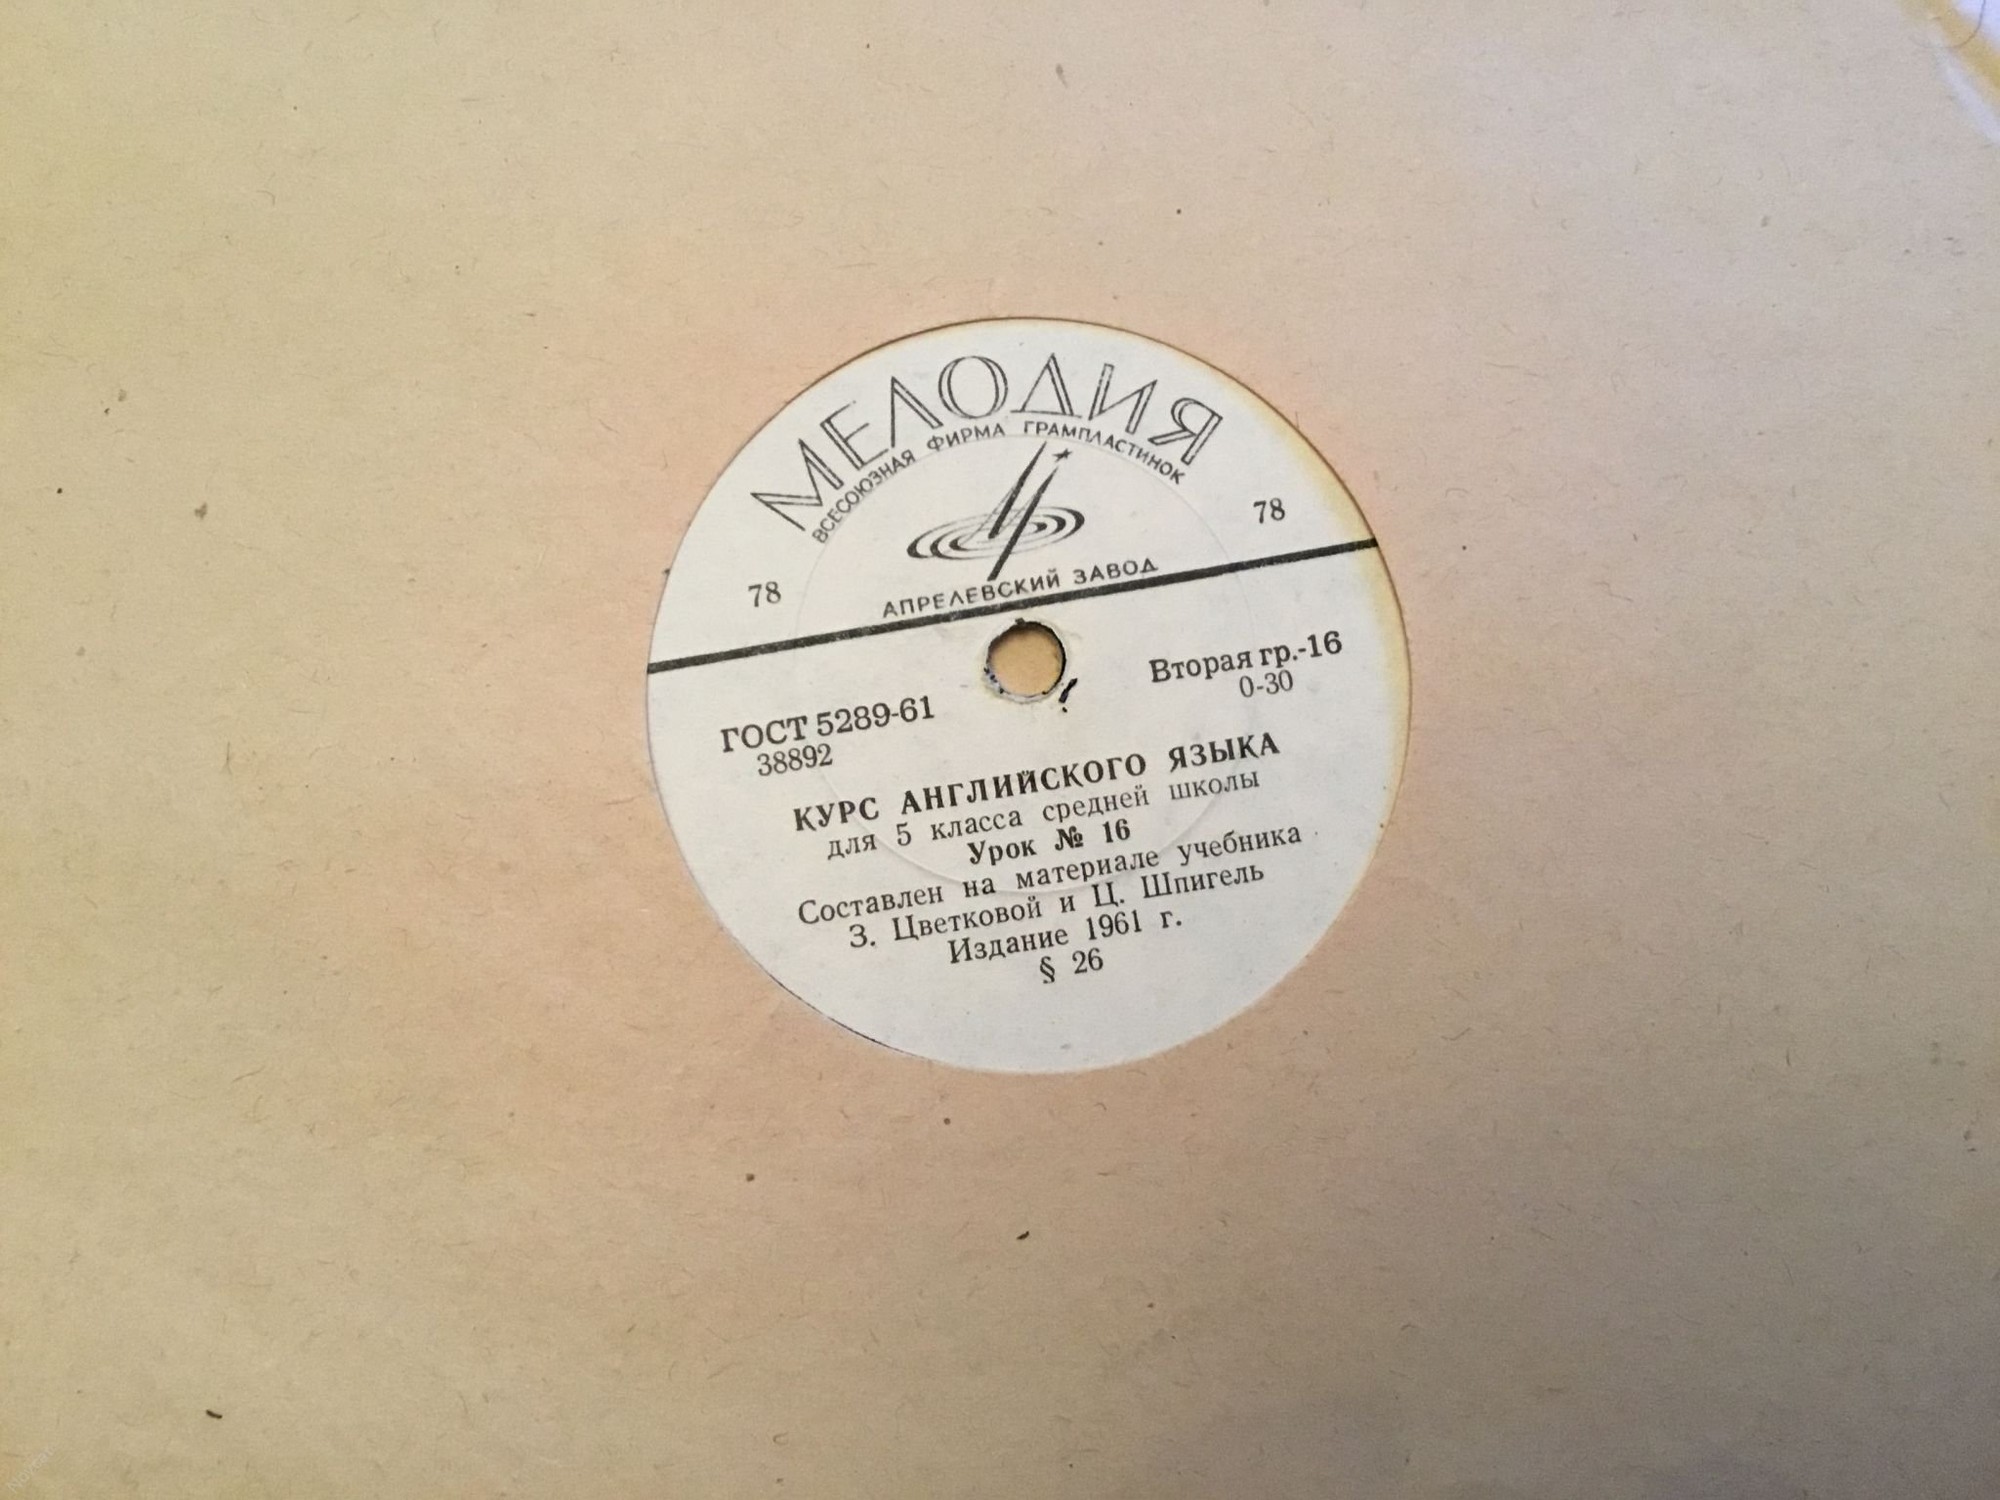 МЕЛОДИЯ
ВСЕСОЮЗНАЯ ФИРМА ГРАМПЛАСТИНОК
78
78
АПРЕЛЕВСКИЙ ЗАВОД
ГОСТ 5289-61
Вторая гр.-16
38892
0-30
КУРС АНГЛИЙСКОГО ЯЗЫКА
для 5 класса средней школы
Урок № 16
Составлен на материале учебника
З. Цветковой и Ц. Шпигель
Издание 1961 г.
§ 26